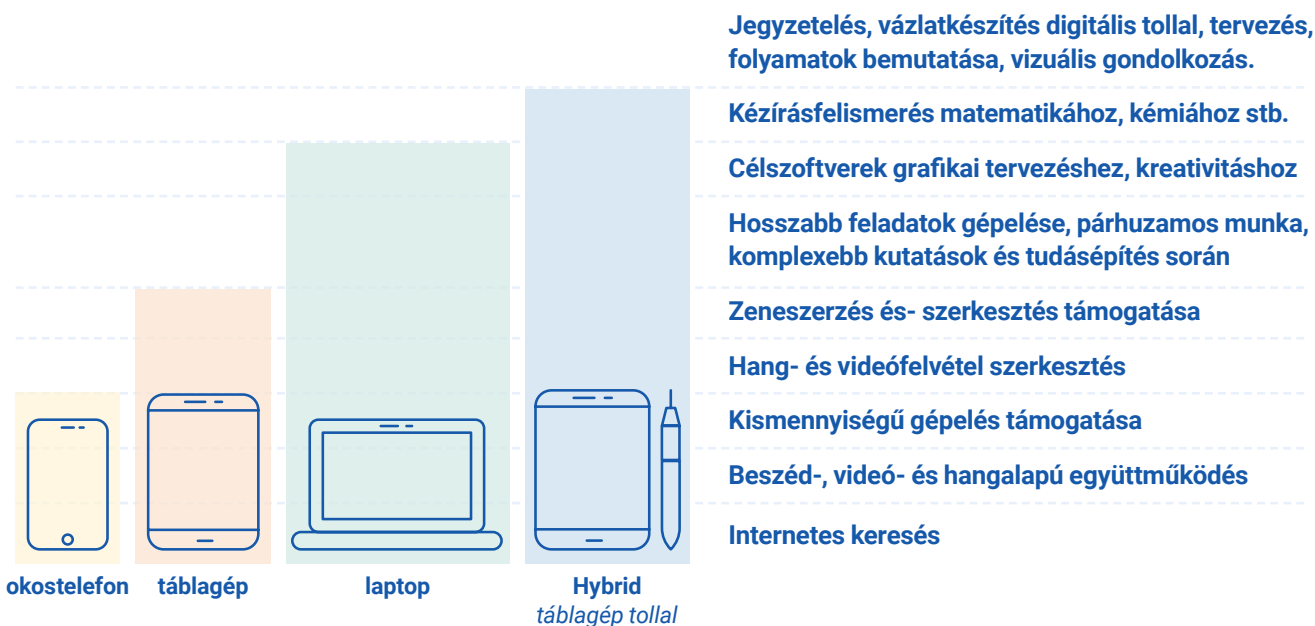 Jegyzetelés, vázlatkészítés digitális tollal, tervezés,
folyamatok bemutatása, vizuális gondolkozás.
Kézírásfelismerés matematikához, kémiához stb.
Célszoftverek grafikai tervezéshez, kreativitáshoz
Hosszabb feladatok gépelése, párhuzamos munka,
komplexebb kutatások és tudásépítés során
Zeneszerzés és- szerkesztés támogatása
Hang- és videófelvétel szerkesztés
Kismennyiségű gépelés támogatása
Beszéd-, videó- és hangalapú együttműködés
Internetes keresés
okostelefon
táblagép
laptop
Hybrid
táblagép tollal